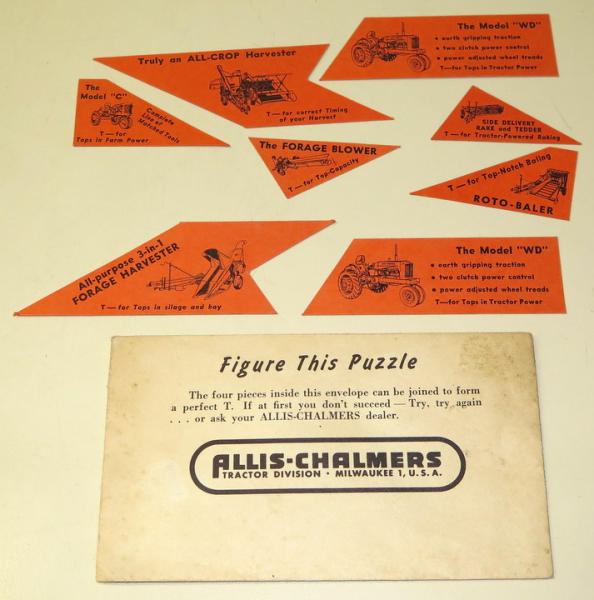 Truly an ALL-CROP Harvester
T—for correct Timing
of your Harvest
The Model "WD"
• earth gripping traction
• two clutch power control
• power adjusted wheel treads
T—for Tops in Tractor Power
The
Model "C"
Complete
Line of
Matched Tools
T—for
Tops in Farm Power
SIDE DELIVERY
RAKE and TEDDER
T—for Tractor-Powered Raking
The FORAGE BLOWER
T—for Top-Capacity
T—for Top-Notch Baling
ROTO-BALER
All-purpose 3-in-1
FORAGE HARVESTER
T—for Tops in silage and hay
The Model "WD"
• earth gripping traction
• two clutch power control
• power adjusted wheel treads
T—for Tops in Tractor Power
Figure This Puzzle
The four pieces inside this envelope can be joined to form
a perfect T. If at first you don't succeed—Try, try again
. . . or ask your ALLIS-CHALMERS dealer.
ALLIS-CHALMERS
TRACTOR DIVISION • MILWAUKEE 1, U.S.A.